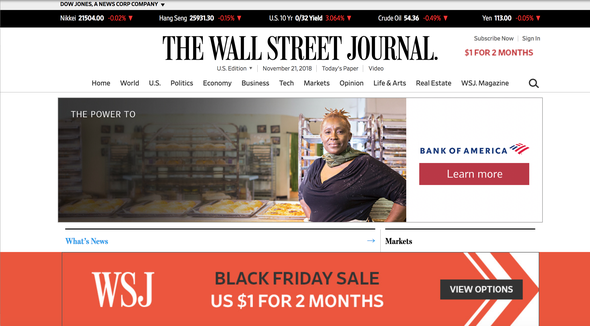 DOW JONES, A NEWS CORP COMPANY ▼
Nikkei 21504.00 -0.02% ▼ Hang Seng 25931.30 -0.15% ▼ U.S. 10 Yr 0/32 Yield 3.064% ▼ Crude Oil 54.36 -0.49% ▼ Yen 113.00 -0.05% ▼
Subscribe Now | Sign In
THE WALL STREET JOURNAL.
$1 FOR 2 MONTHS
U.S. Edition ▼ | November 21, 2018 | Today's Paper | Video
Home World U.S. Politics Economy Business Tech Markets Opinion Life & Arts Real Estate WSJ. Magazine
THE POWER TO
BANK OF AMERICA
Learn more
What's News → Markets
WSJ
BLACK FRIDAY SALE
US $1 FOR 2 MONTHS
VIEW OPTIONS